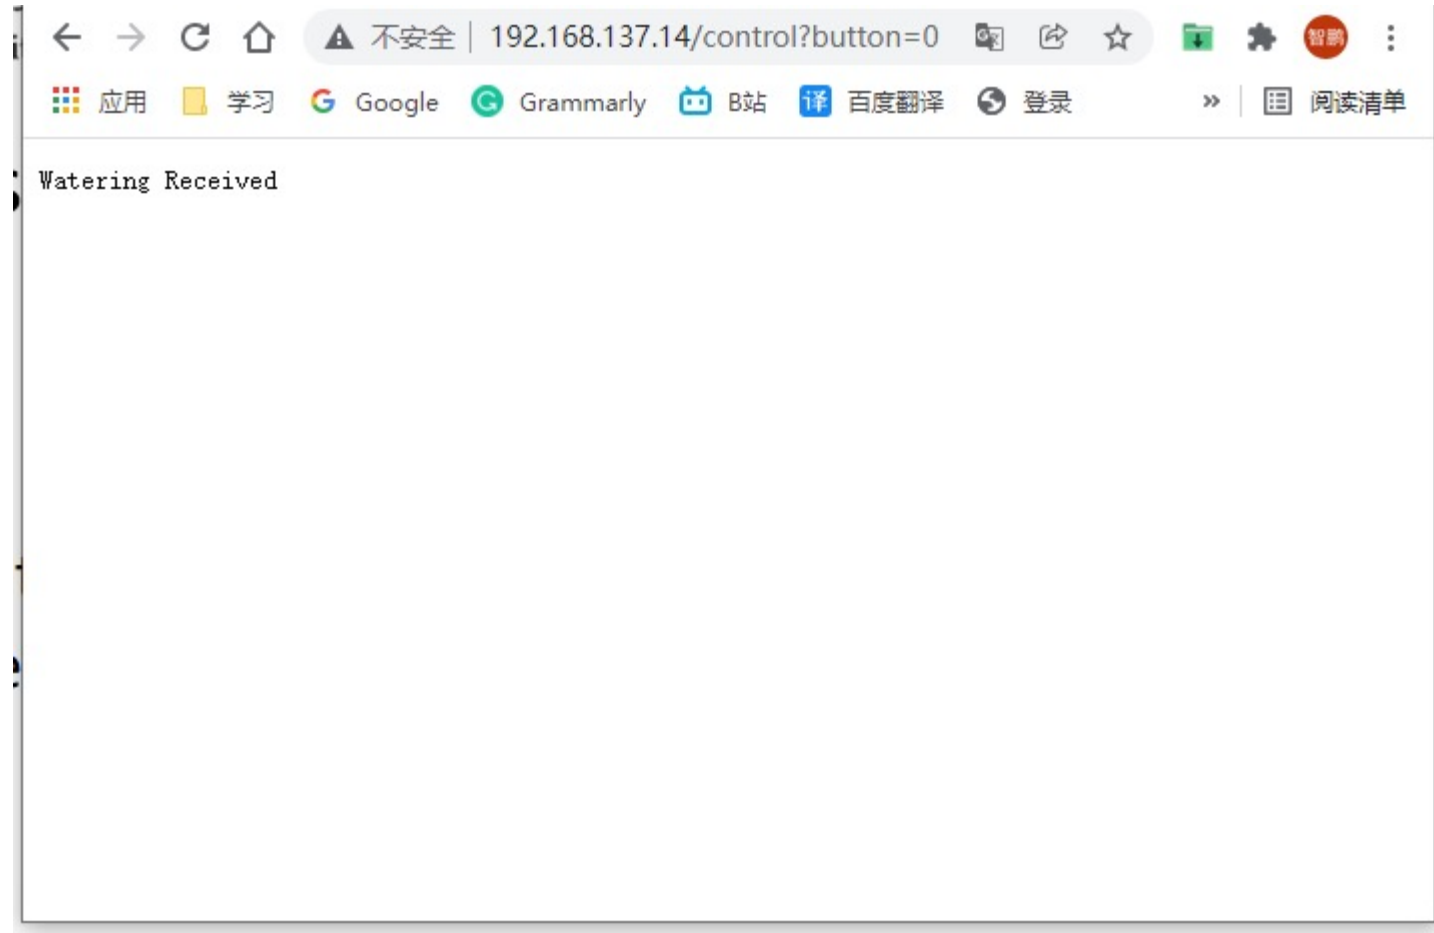 不安全 192.168.137.14/control?button=0 智鹏
应用 学习 G Google G Grammarly B站 译 百度翻译 登录 » 阅读清单
Watering Received